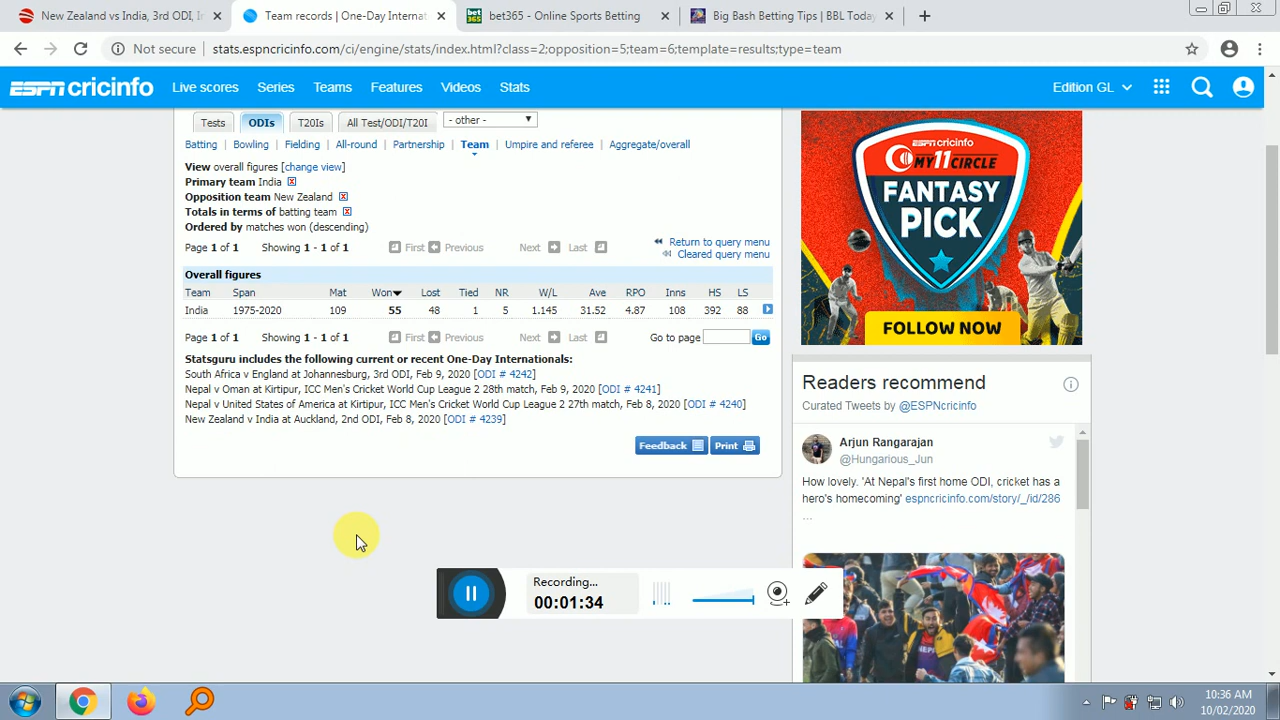 New Zealand vs India, 3rd ODI, I
Team records | One-Day Internat
bet365 - Online Sports Betting
Big Bash Betting Tips | BBL Today
Not secure
stats.espncricinfo.com/ci/engine/stats/index.html?class=2;opposition=5;team=6;template=results;type=team
ESPN cricinfo Live scores Series Teams Features Videos Stats Edition GL
Tests ODIs T20Is All Test/ODI/T20I - other -
Batting Bowling Fielding All-round Partnership Team Umpire and referee Aggregate/overall
View overall figures [change view]
Primary team India
Opposition team New Zealand
Totals in terms of batting team
Ordered by matches won (descending)
Page 1 of 1 Showing 1 - 1 of 1 First Previous Next Last
Return to query menu
Cleared query menu
Overall figures
Team Span Mat Won Lost Tied NR W/L Ave RPO Inns HS LS
India 1975-2020 109 55 48 1 5 1.145 31.52 4.87 108 392 88
Page 1 of 1 Showing 1 - 1 of 1 First Previous Next Last Go to page Go
Statsguru includes the following current or recent One-Day Internationals:
South Africa v England at Johannesburg, 3rd ODI, Feb 9, 2020 [ODI # 4242]
Nepal v Oman at Kirtipur, ICC Men's Cricket World Cup League 2 28th match, Feb 9, 2020 [ODI # 4241]
Nepal v United States of America at Kirtipur, ICC Men's Cricket World Cup League 2 27th match, Feb 8, 2020 [ODI # 4240]
New Zealand v India at Auckland, 2nd ODI, Feb 8, 2020 [ODI # 4239]
Feedback Print
ESPN cricinfo
MY11CIRCLE
FANTASY
PICK
FOLLOW NOW
Readers recommend
Curated Tweets by @ESPNcricinfo
Arjun Rangarajan
@Hungarious_Jun
How lovely. 'At Nepal's first home ODI, cricket has a
hero's homecoming' espncricinfo.com/story/_/id/286
...
Recording...
00:01:34
10:36 AM
10/02/2020